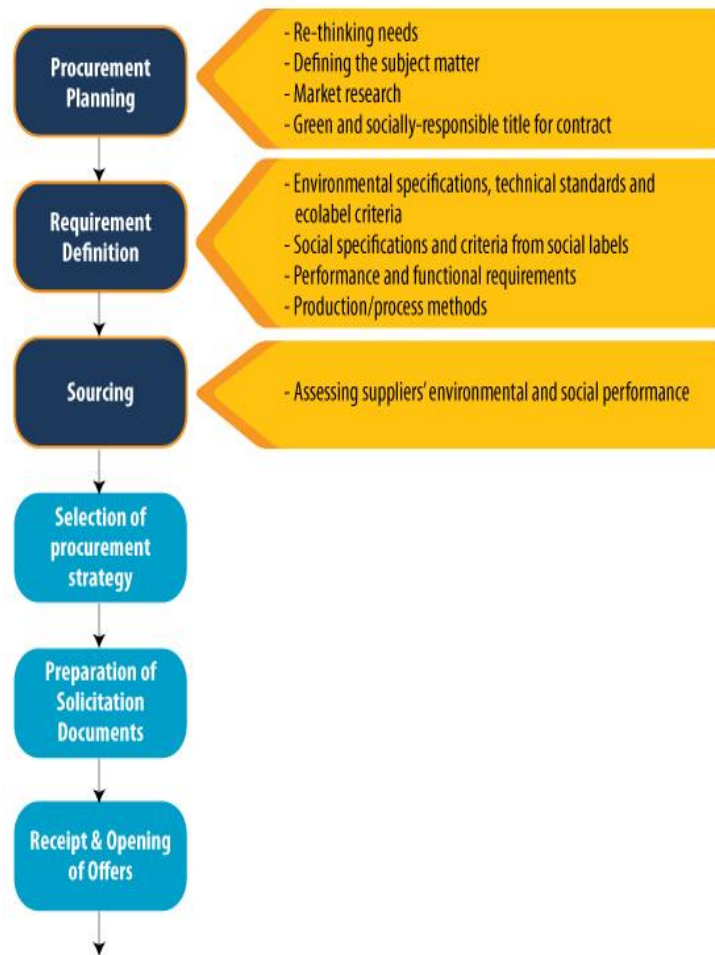 Procurement
Planning
- Re-thinking needs
- Defining the subject matter
- Market research
- Green and socially-responsible title for contract
Requirement
Definition
- Environmental specifications, technical standards and
ecolabel criteria
- Social specifications and criteria from social labels
- Performance and functional requirements
- Production/process methods
Sourcing
- Assessing suppliers' environmental and social performance
Selection of
procurement
strategy
Preparation of
Solicitation
Documents
Receipt & Opening
of Offers